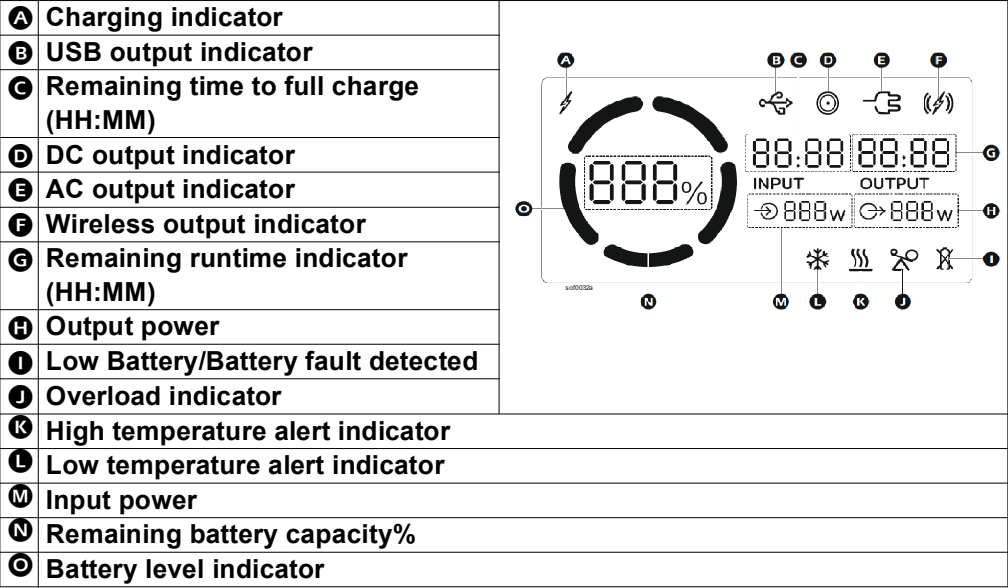 A Charging indicator
B USB output indicator
C Remaining time to full charge
(HH:MM)
D DC output indicator
E AC output indicator
F Wireless output indicator
G Remaining runtime indicator
(HH:MM)
H Output power
I Low Battery/Battery fault detected
J Overload indicator
K High temperature alert indicator
L Low temperature alert indicator
M Input power
N Remaining battery capacity%
O Battery level indicator
A B C D E F
88:88 88:88 G
888% INPUT OUTPUT
O 888w 888w H
I
sof0032a
N M L K J